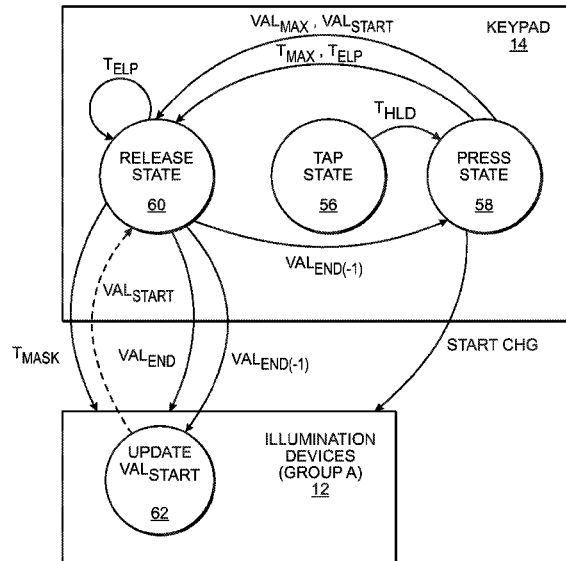 VALMAX , VALSTART
TMAX , TELP
KEYPAD
14
TELP
THLD
RELEASE
STATE
60
TAP
STATE
56
PRESS
STATE
58
VALEND(-1)
VALSTART
TMASK
VALEND
VALEND(-1)
START CHG
UPDATE
VALSTART
62
ILLUMINATION
DEVICES
(GROUP A)
12